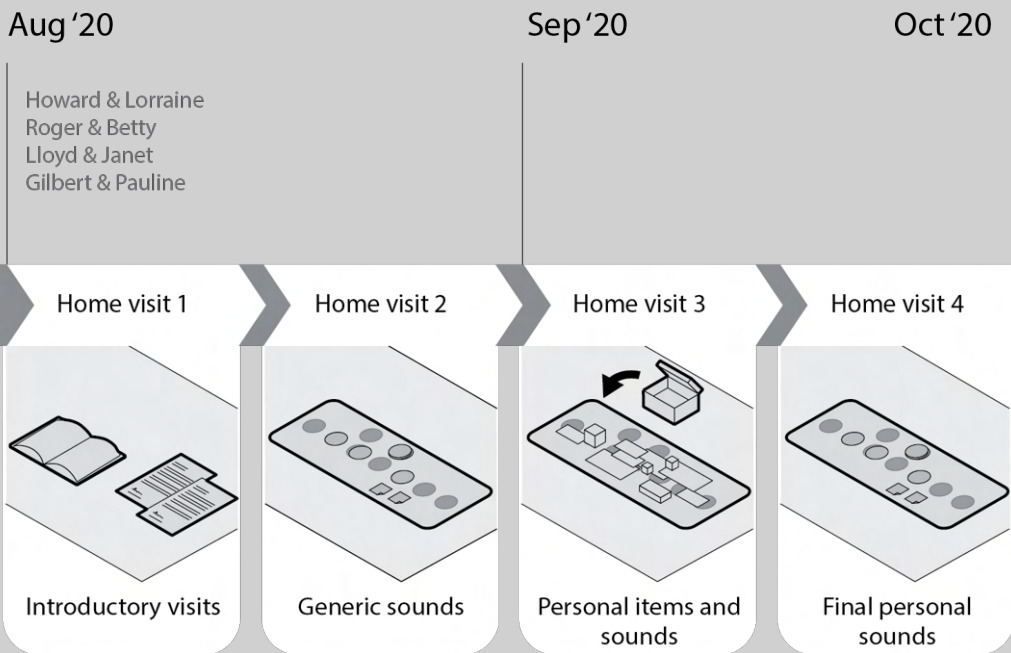 Aug ‘20
Sep ‘20
Oct ‘20
Howard & Lorraine
Roger & Betty
Lloyd & Janet
Gilbert & Pauline
Home visit 1
Home visit 2
Home visit 3
Home visit 4
Introductory visits
Generic sounds
Personal items and
sounds
Final personal
sounds